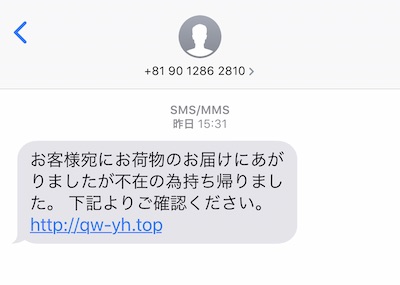 +81 90 1286 2810 >
SMS/MMS
昨日 15:31
お客様宛にお荷物のお届けにあが
りましたが不在の為持ち帰りまし
た。 下記よりご確認ください。
http://qw-yh.top